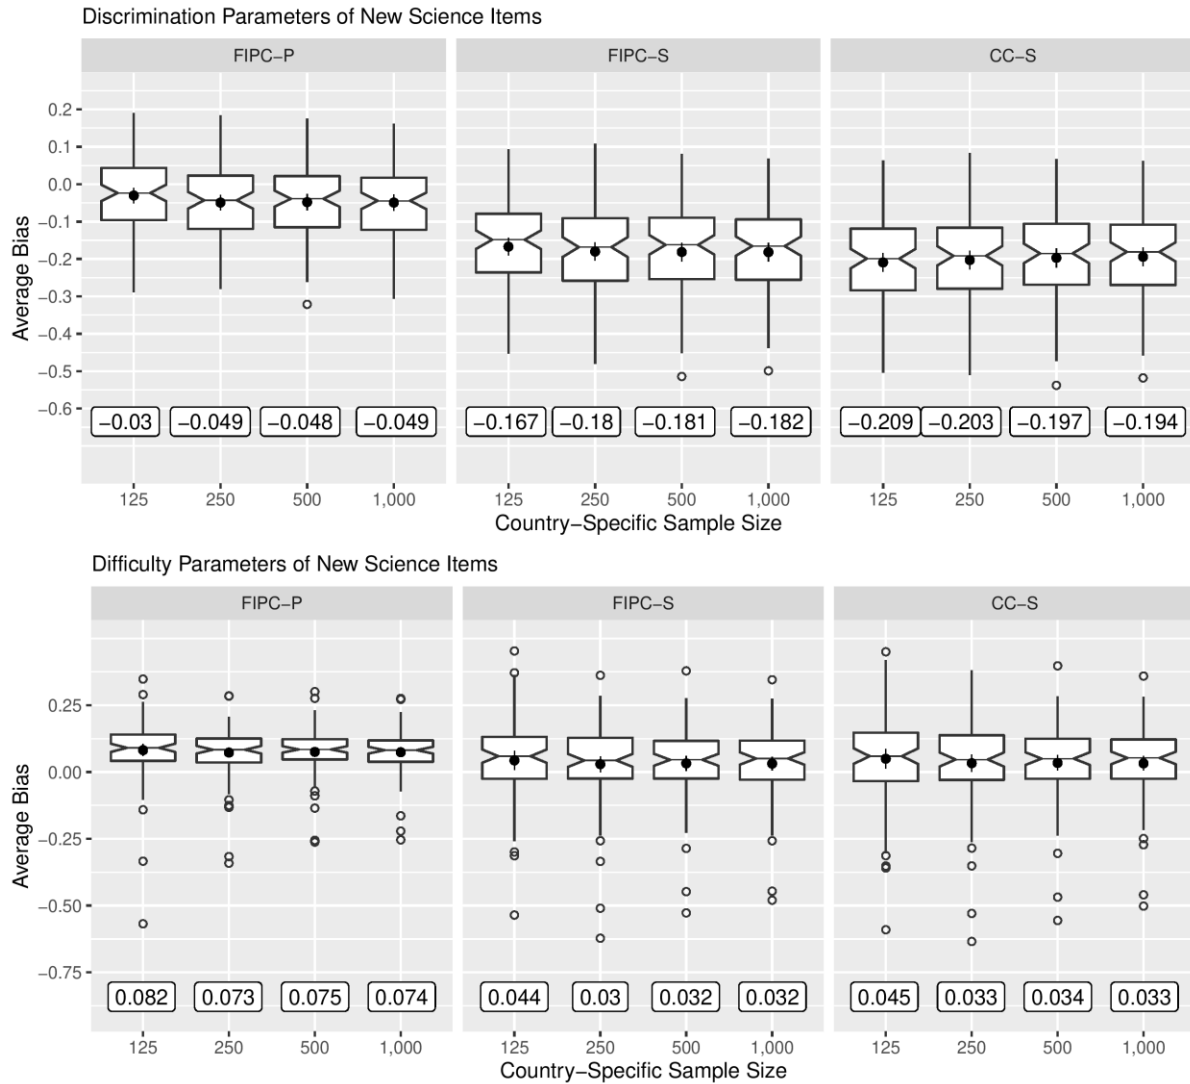 Discrimination Parameters of New Science Items
FIPC−P FIPC−S CC−S
Average Bias
0.2
0.1
0.0
−0.1
−0.2
−0.3
−0.4
−0.5
−0.6
−0.03 −0.049 −0.048 −0.049 −0.167 −0.18 −0.181 −0.182 −0.209 −0.203 −0.197 −0.194
125 250 500 1,000 125 250 500 1,000 125 250 500 1,000
Country−Specific Sample Size
Difficulty Parameters of New Science Items
FIPC−P FIPC−S CC−S
Average Bias
0.25
0.00
−0.25
−0.50
−0.75
0.082 0.073 0.075 0.074 0.044 0.03 0.032 0.032 0.045 0.033 0.034 0.033
125 250 500 1,000 125 250 500 1,000 125 250 500 1,000
Country−Specific Sample Size